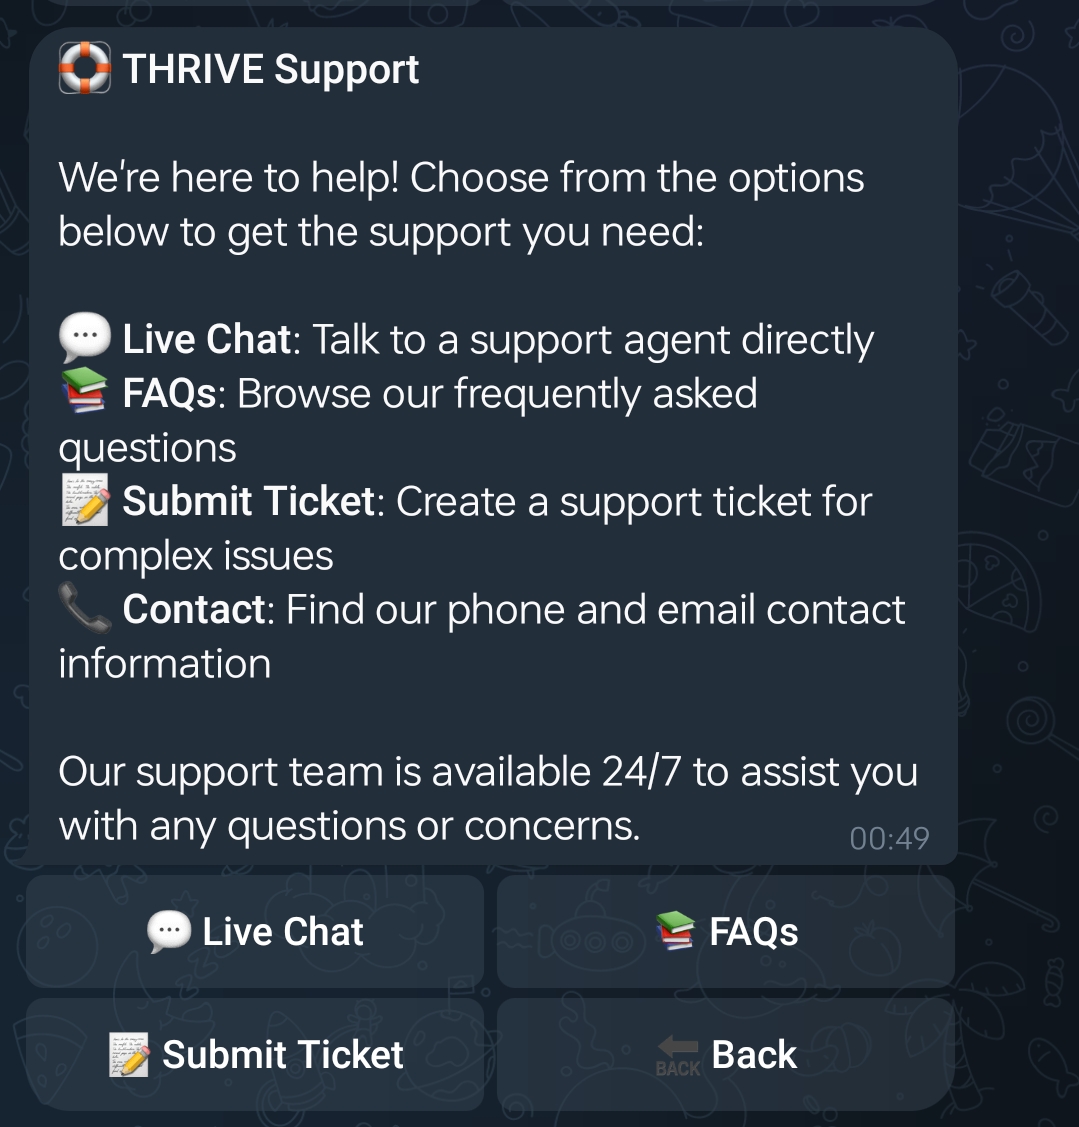 THRIVE Support
We're here to help! Choose from the options
below to get the support you need:
Live Chat: Talk to a support agent directly
FAQs: Browse our frequently asked
questions
Submit Ticket: Create a support ticket for
complex issues
Contact: Find our phone and email contact
information
Our support team is available 24/7 to assist you
with any questions or concerns.
00:49
Live Chat
FAQs
Submit Ticket
BACK Back